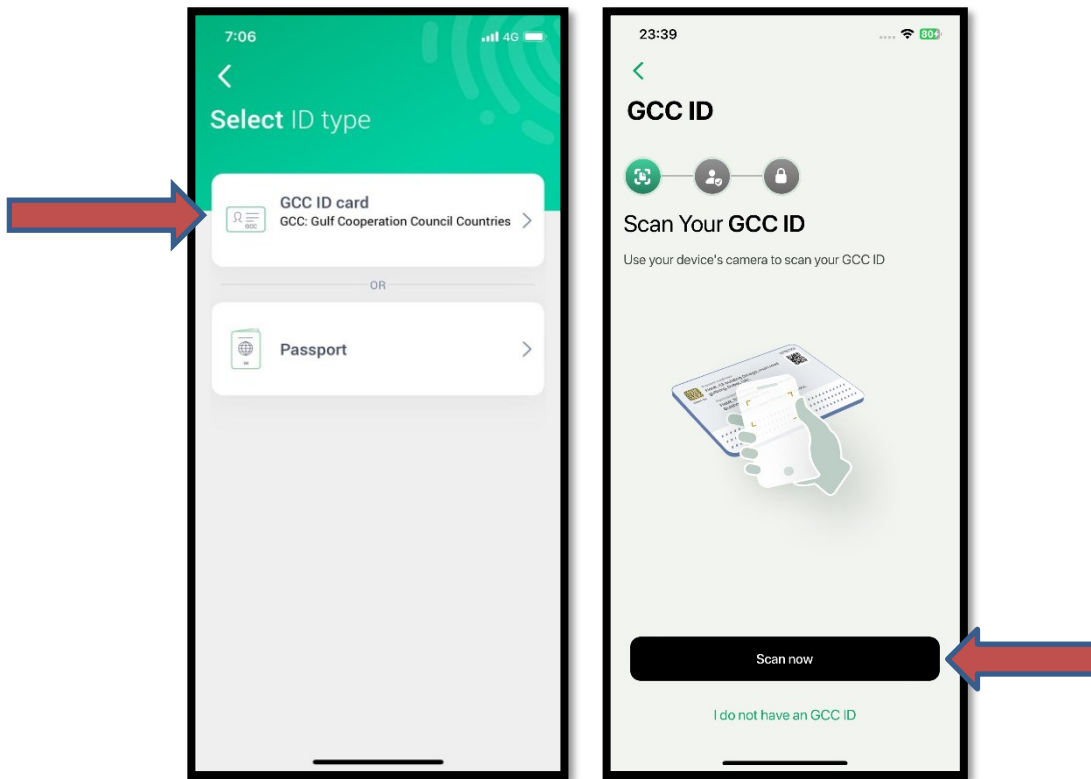 7:06
4G
Select ID type
GCC ID card
GCC: Gulf Cooperation Council Countries
GCC
OR
Passport
23:39
80
GCC ID
Scan Your GCC ID
Use your device's camera to scan your GCC ID
Scan now
I do not have an GCC ID